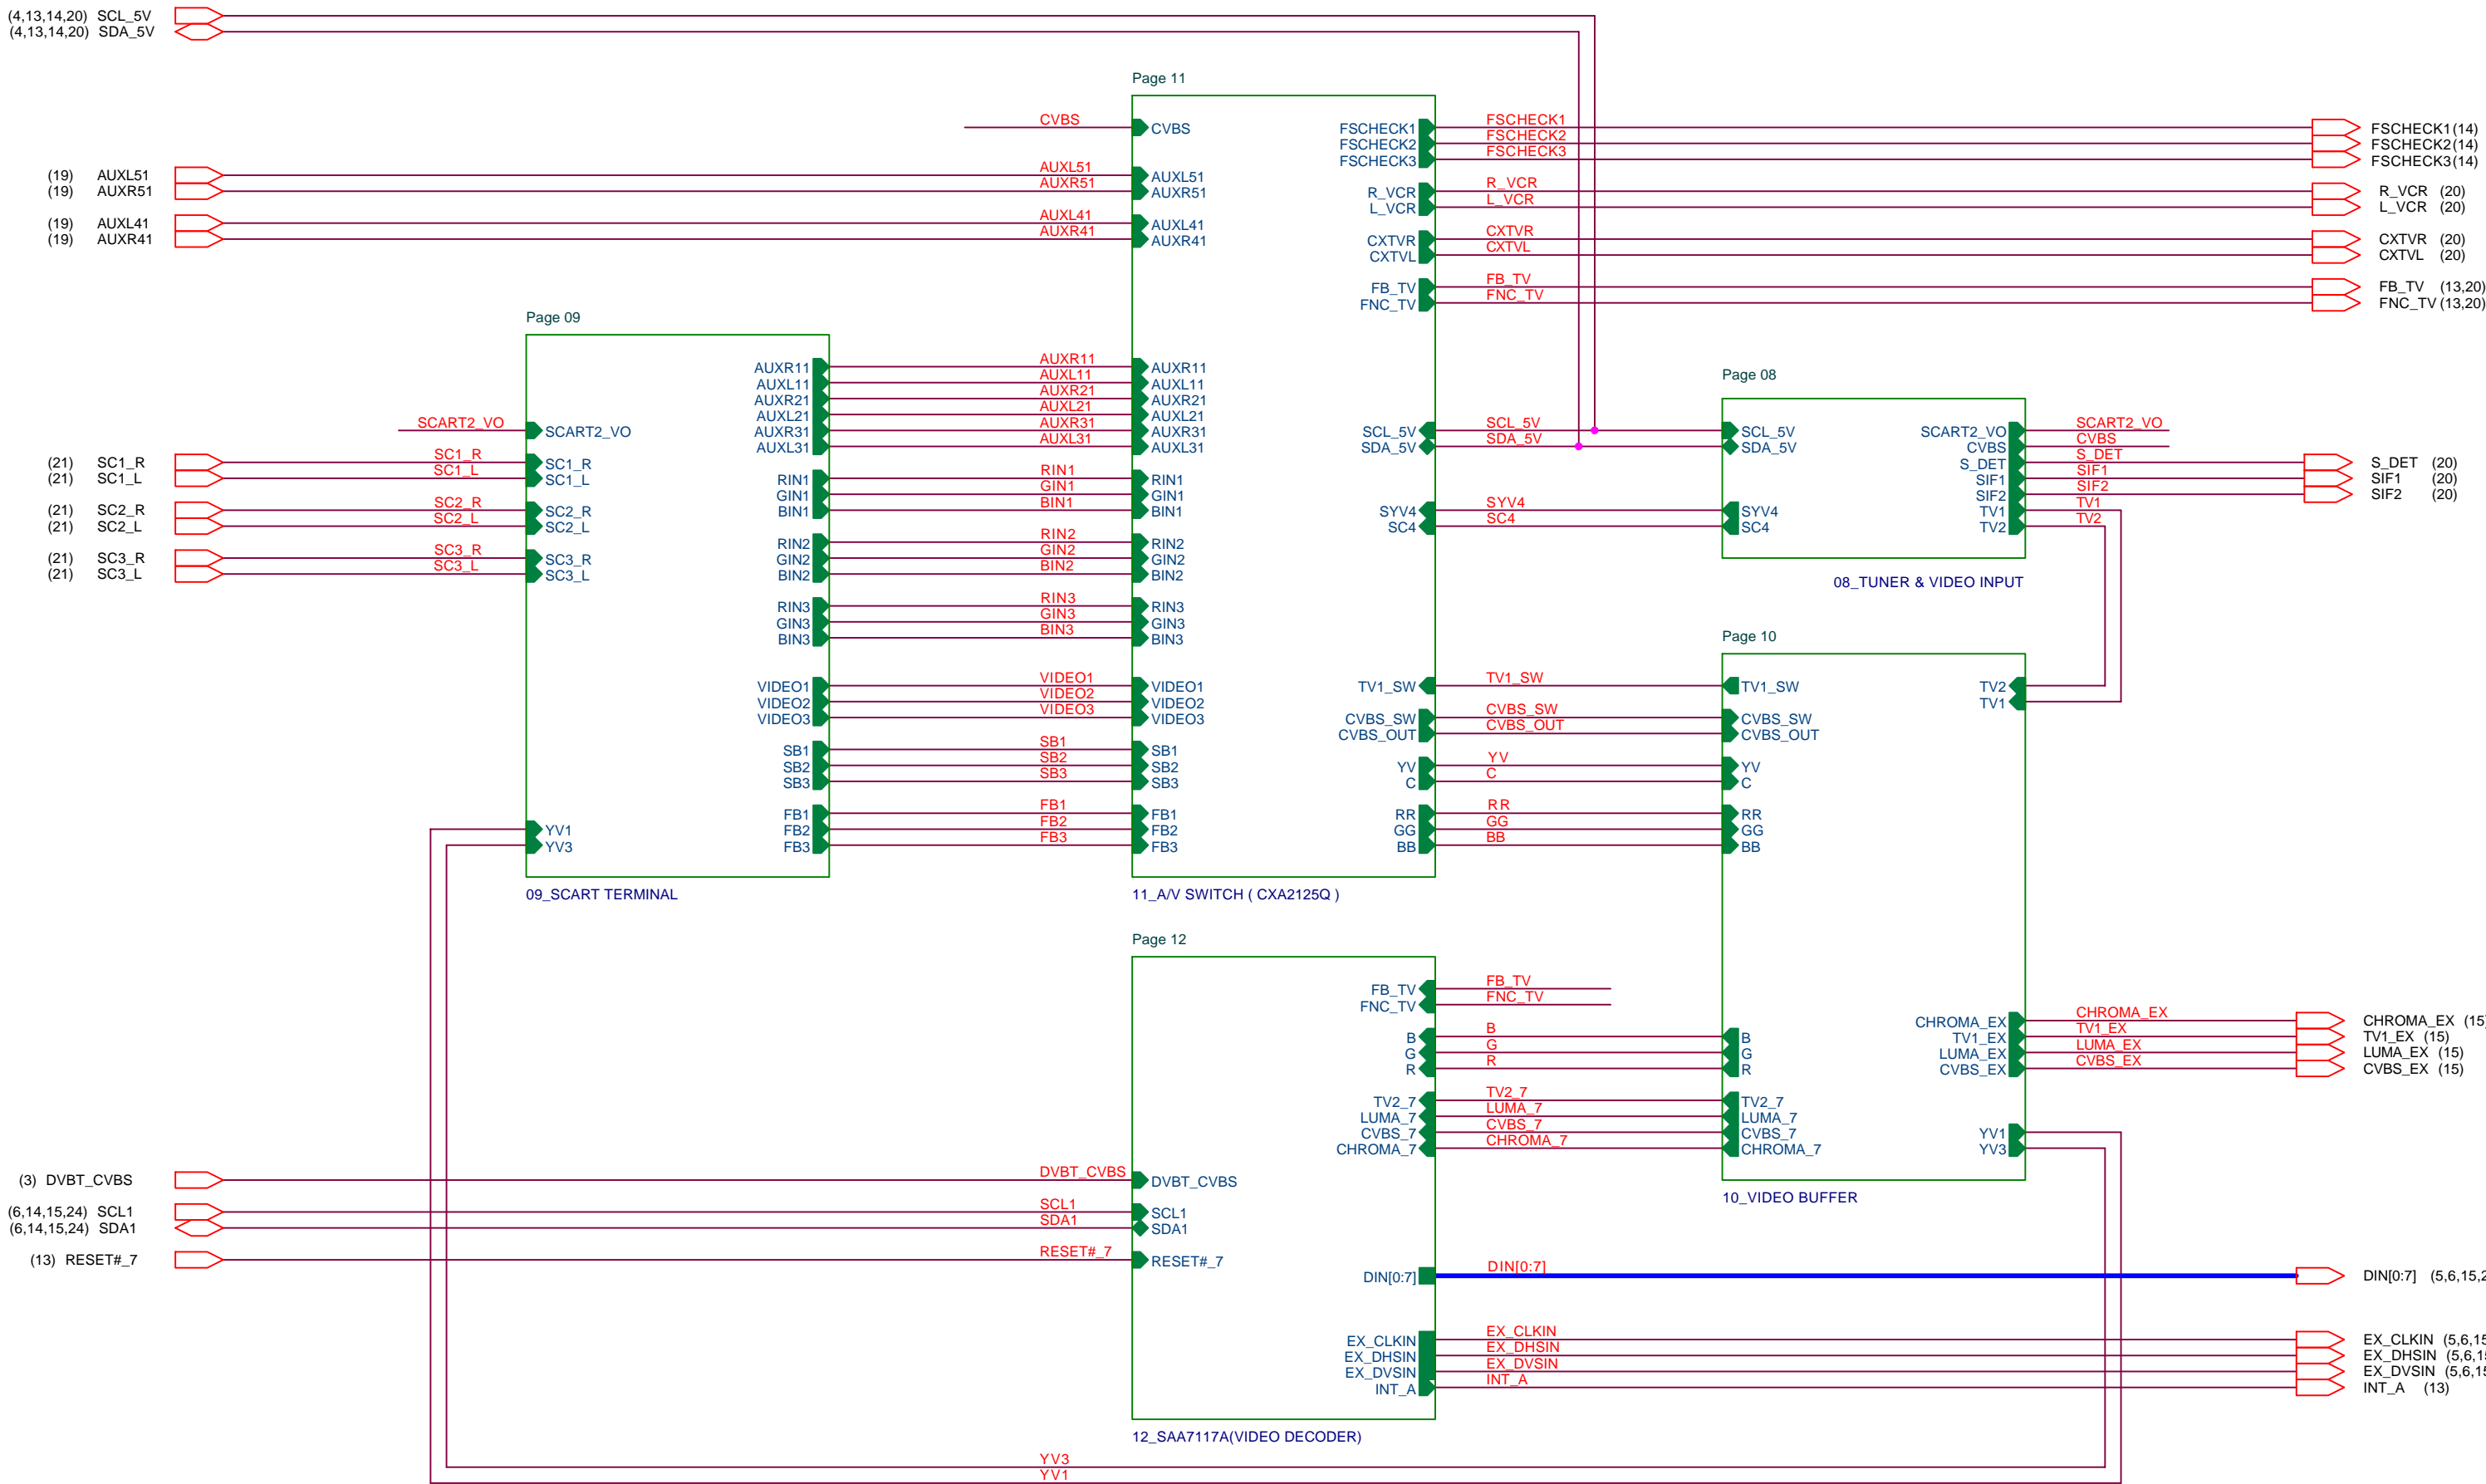 (4,13,14,20) SCL_5V
(4,13,14,20) SDA_5V
Page 11
CVBS
CVBS
FSCHECK1
FSCHECK1
FSCHECK1(14)
FSCHECK2
FSCHECK2
FSCHECK2(14)
FSCHECK3
FSCHECK3
FSCHECK3(14)
(19) AUXL51
AUXL51
AUXL51
(19) AUXR51
AUXR51
AUXR51
R_VCR
R_VCR
R_VCR (20)
L_VCR
L_VCR
L_VCR (20)
(19) AUXL41
AUXL41
AUXL41
(19) AUXR41
AUXR41
AUXR41
CXTVR
CXTVR
CXTVR (20)
CXTVL
CXTVL
CXTVL (20)
FB_TV
FB_TV
FB_TV (13,20)
FNC_TV
FNC_TV
FNC_TV (13,20)
Page 09
AUXR11
AUXR11
AUXR11
AUXL11
AUXL11
AUXL11
AUXR21
AUXR21
AUXR21
AUXL21
AUXL21
AUXL21
AUXR31
AUXR31
AUXR31
AUXL31
AUXL31
AUXL31
Page 08
SCART2_VO
SCART2_VO
SCL_5V
SCL_5V
SCL_5V
SCART2_VO
SCART2_VO
SDA_5V
SDA_5V
SDA_5V
CVBS
CVBS
(21) SC1_R
SC1_R
SC1_R
(21) SC1_L
SC1_L
SC1_L
S_DET
S_DET
S_DET (20)
SIF1
SIF1
SIF1 (20)
SIF2
SIF2
SIF2 (20)
RIN1
RIN1
RIN1
GIN1
GIN1
GIN1
BIN1
BIN1
BIN1
(21) SC2_R
SC2_R
SC2_R
(21) SC2_L
SC2_L
SC2_L
SYV4
SYV4
SYV4
TV1
TV1
SC4
SC4
SC4
TV2
TV2
RIN2
RIN2
RIN2
GIN2
GIN2
GIN2
BIN2
BIN2
BIN2
(21) SC3_R
SC3_R
SC3_R
(21) SC3_L
SC3_L
SC3_L
08_TUNER & VIDEO INPUT
RIN3
RIN3
RIN3
GIN3
GIN3
GIN3
BIN3
BIN3
BIN3
Page 10
VIDEO1
VIDEO1
VIDEO1
VIDEO2
VIDEO2
VIDEO2
VIDEO3
VIDEO3
VIDEO3
TV1_SW
TV1_SW
TV1_SW
TV2
TV1
CVBS_SW
CVBS_SW
CVBS_SW
CVBS_OUT
CVBS_OUT
CVBS_OUT
SB1
SB1
SB1
SB2
SB2
SB2
SB3
SB3
SB3
YV
YV
YV
C
C
C
FB1
FB1
FB1
FB2
FB2
FB2
FB3
FB3
FB3
YV1
YV3
RR
RR
RR
GG
GG
GG
BB
BB
BB
09_SCART TERMINAL
11_A/V SWITCH ( CXA2125Q )
Page 12
FB_TV
FB_TV
FNC_TV
FNC_TV
B
B
B
G
G
G
R
R
R
CHROMA_EX
CHROMA_EX
CHROMA_EX (15)
TV1_EX
TV1_EX
TV1_EX (15)
LUMA_EX
LUMA_EX
LUMA_EX (15)
CVBS_EX
CVBS_EX
CVBS_EX (15)
TV2_7
TV2_7
TV2_7
LUMA_7
LUMA_7
LUMA_7
CVBS_7
CVBS_7
CVBS_7
CHROMA_7
CHROMA_7
CHROMA_7
YV1
YV3
(3) DVBT_CVBS
DVBT_CVBS
DVBT_CVBS
10_VIDEO BUFFER
(6,14,15,24) SCL1
SCL1
SCL1
(6,14,15,24) SDA1
SDA1
SDA1
(13) RESET#_7
RESET#_7
RESET#_7
DIN[0:7]
DIN[0:7]
DIN[0:7] (5,6,15,2
EX_CLKIN
EX_CLKIN
EX_CLKIN (5,6,15
EX_DHSIN
EX_DHSIN
EX_DHSIN (5,6,15
EX_DVSIN
EX_DVSIN
EX_DVSIN (5,6,15
INT_A
INT_A
INT_A (13)
12_SAA7117A(VIDEO DECODER)
YV3
YV1